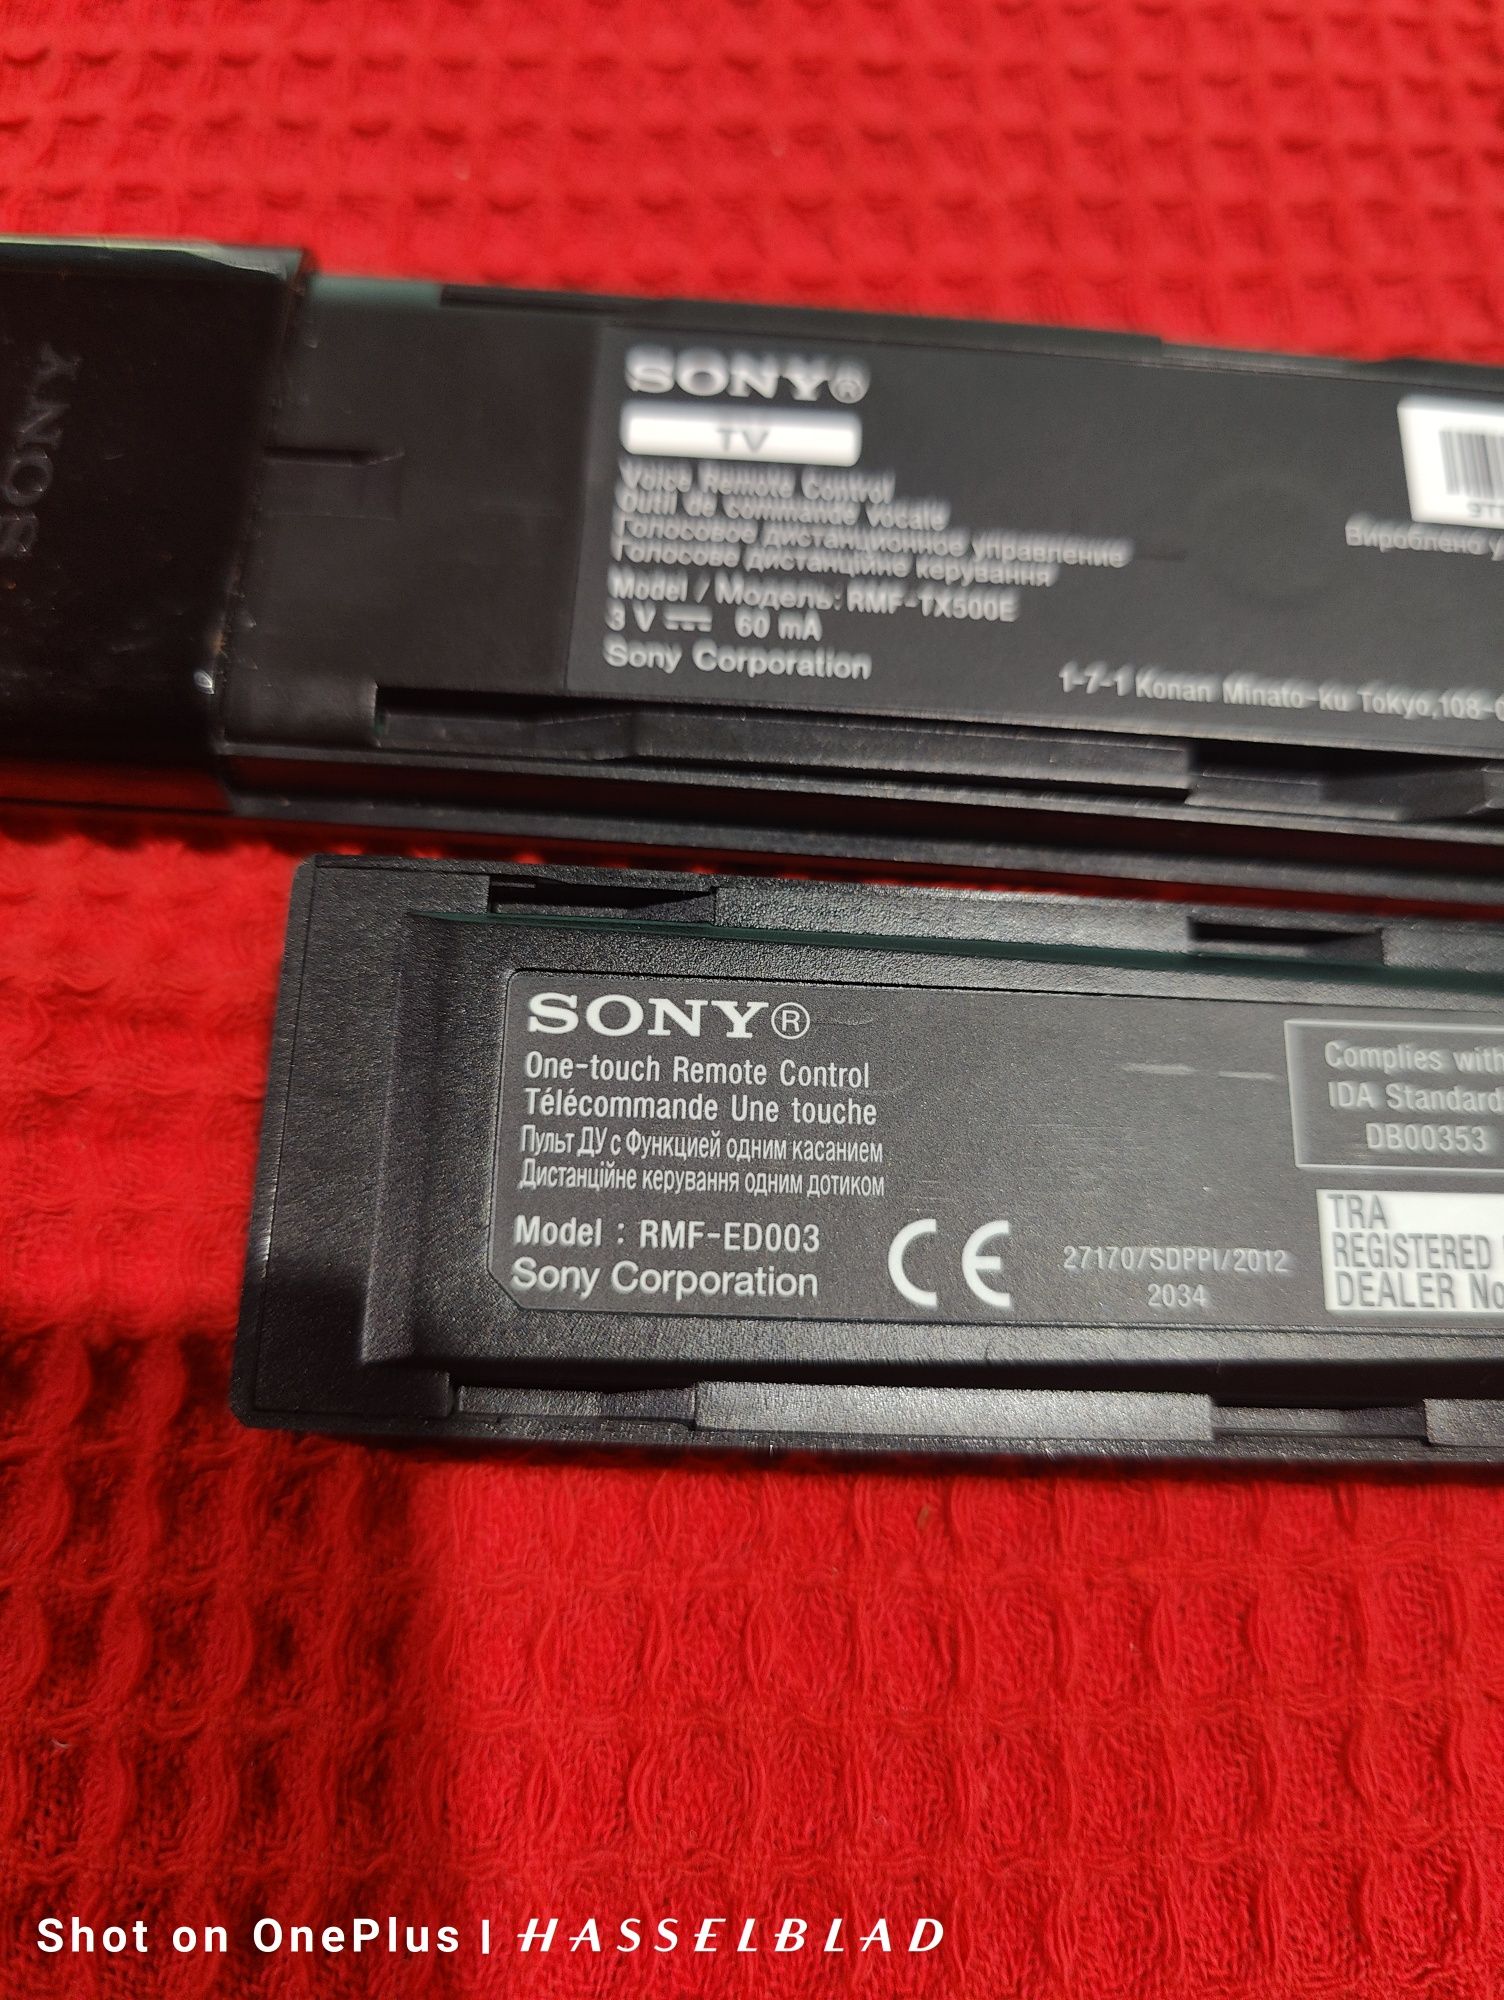 SONY
SONY®
TV
Voice Remote Control
Outil de commande vocale
Голосовое дистанционное управление
Голосове дистанційне керування
Model / Модель: RMF-TX500E
3 V 60 mA
Sony Corporation
Вироблено у
1-7-1 Konan Minato-ku Tokyo,108-
SONY®
One-touch Remote Control
Télécommande Une touche
Пульт ДУ с Функцией одним касанием
Дистанційне керування одним дотиком
Model : RMF-ED003
Sony Corporation
CE
27170/SDPPI/2012
2034
Complies with
IDA Standard
DB00353
TRA
REGISTERED
DEALER No
Shot on OnePlus | HASSELBLAD